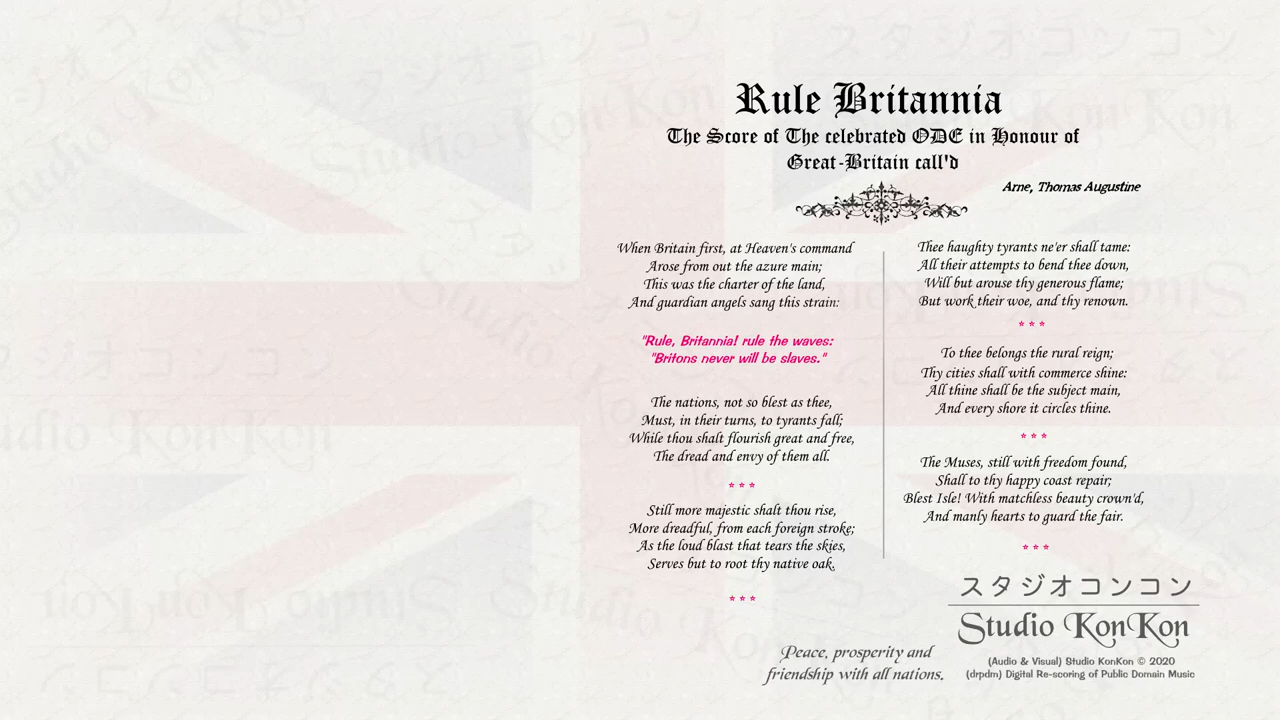 Rule Britannia
The Score of The celebrated ODE in Honour of
Great-Britain call'd
Arne, Thomas Augustine
When Britain first, at Heaven's command
Arose from out the azure main;
This was the charter of the land,
And guardian angels sang this strain:
"Rule, Britannia! rule the waves:
"Britons never will be slaves."
The nations, not so blest as thee,
Must, in their turns, to tyrants fall;
While thou shalt flourish great and free,
The dread and envy of them all.
* * *
Still more majestic shalt thou rise,
More dreadful, from each foreign stroke;
As the loud blast that tears the skies,
Serves but to root thy native oak.
* * *
Thee haughty tyrants ne'er shall tame:
All their attempts to bend thee down,
Will but arouse thy generous flame;
But work their woe, and thy renown.
* * *
To thee belongs the rural reign;
Thy cities shall with commerce shine:
All thine shall be the subject main,
And every shore it circles thine.
* * *
The Muses, still with freedom found,
Shall to thy happy coast repair;
Blest Isle! With matchless beauty crown'd,
And manly hearts to guard the fair.
* * *
Peace, prosperity and
friendship with all nations.
スタジオコンコン
Studio KonKon
(Audio & Visual) Studio KonKon © 2020
(drpdm) Digital Re-scoring of Public Domain Music